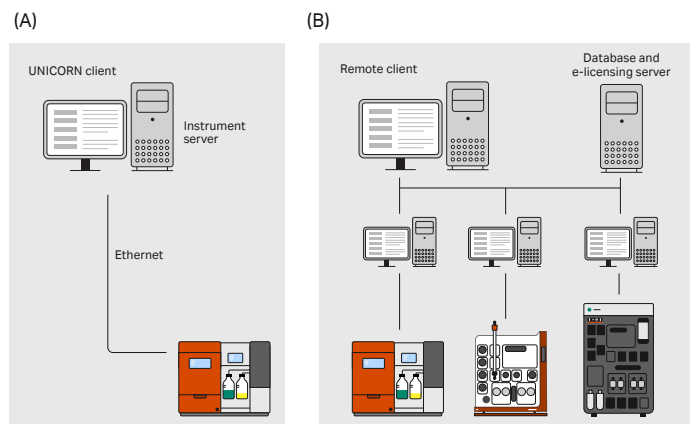 (A)
(B)
UNICORN client
Instrument
server
Ethernet
Remote client
Database and
e-licensing server